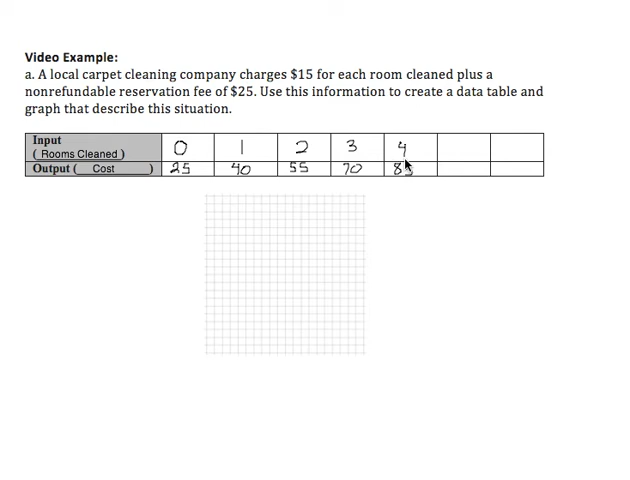 Video Example:
a. A local carpet cleaning company charges $15 for each room cleaned plus a
nonrefundable reservation fee of $25. Use this information to create a data table and
graph that describe this situation.
Input
( Rooms Cleaned ) 0 1 2 3 4
Output ( Cost ) 25 40 55 70 85